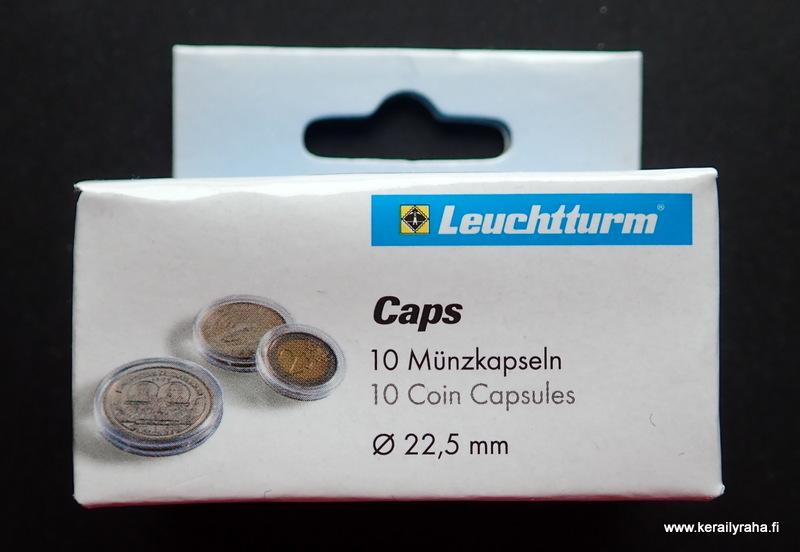 Leuchtturm®
Caps
10 Münzkapseln
10 Coin Capsules
Ø 22,5 mm
www.kerailyraha.fi